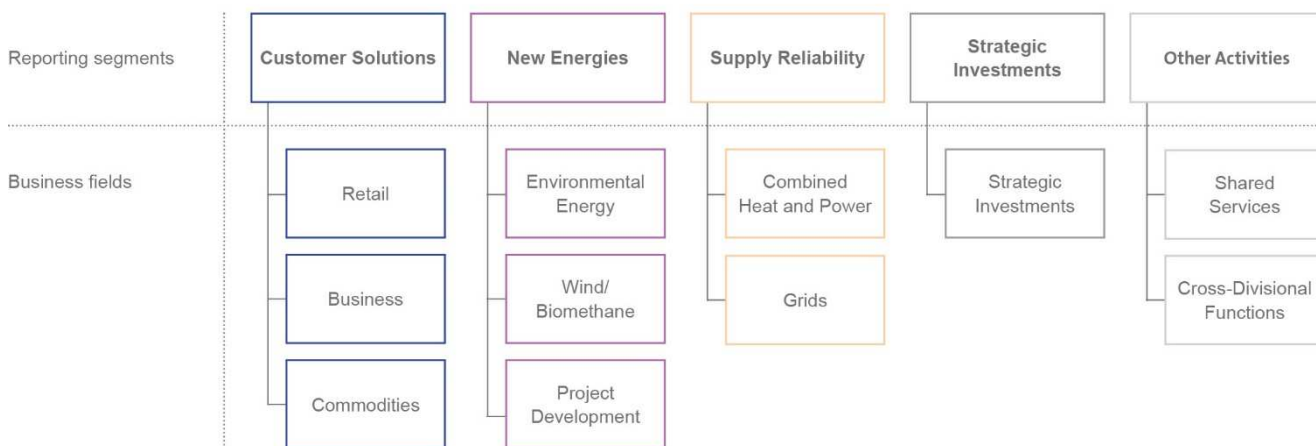 Reporting segments
Customer Solutions
New Energies
Supply Reliability
Strategic
Investments
Other Activities
Business fields
Retail
Environmental
Energy
Combined
Heat and Power
Strategic
Investments
Shared
Services
Business
Wind/
Biomethane
Grids
Cross-Divisional
Functions
Commodities
Project
Development